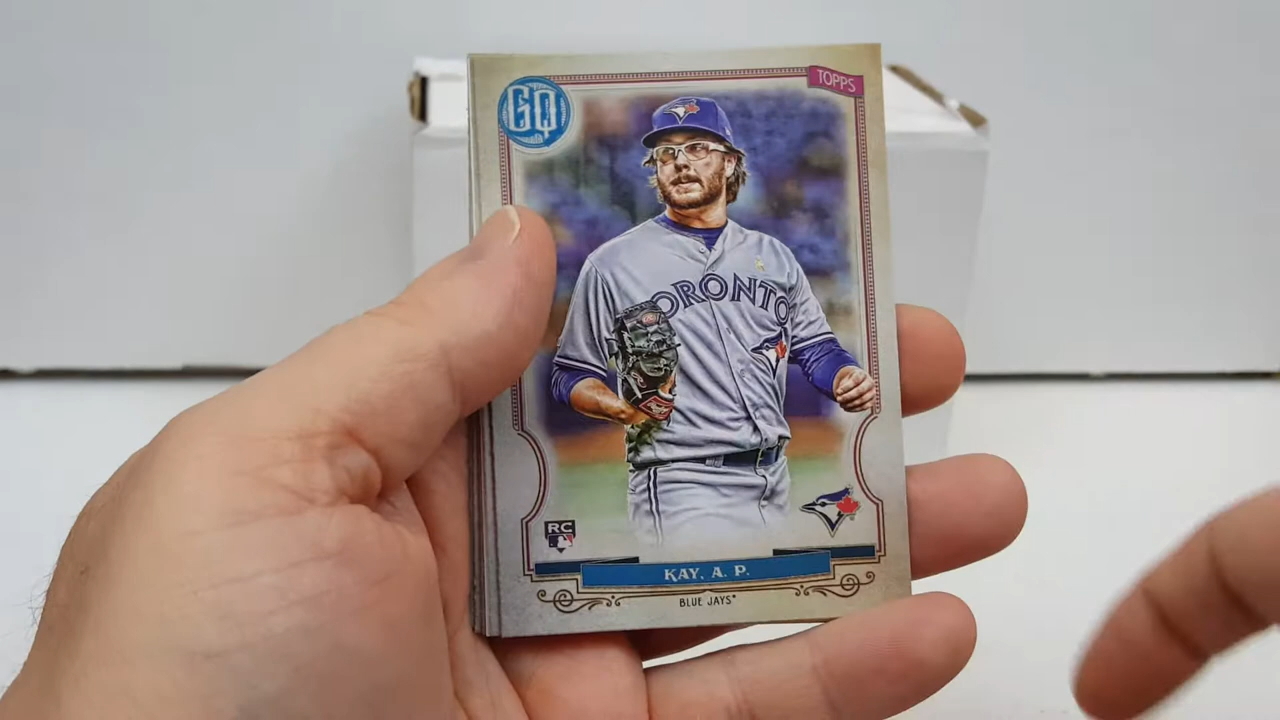 GQ
TOPPS
TORONTO
RC
KAY, A. P.
BLUE JAYS